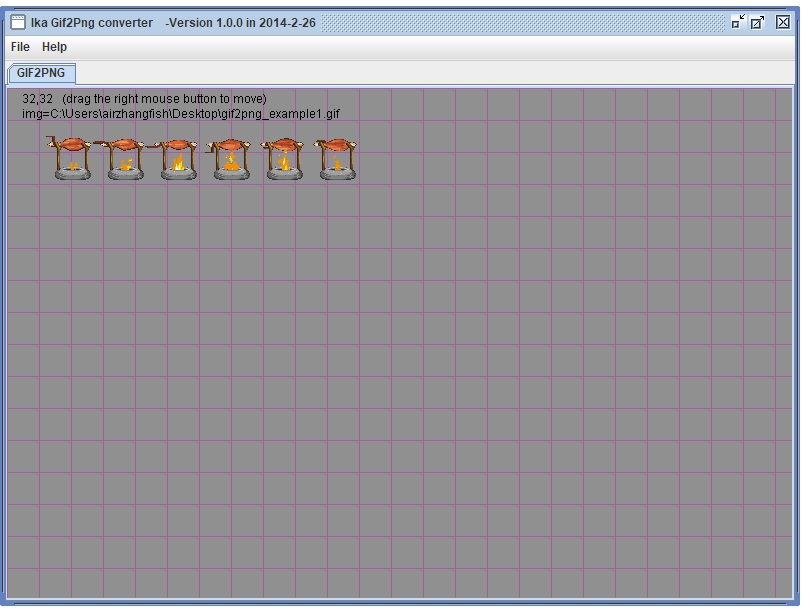 Ika Gif2Png converter -Version 1.0.0 in 2014-2-26
File Help
GIF2PNG
32,32 (drag the right mouse button to move)
img=C:\Users\airzhangfish\Desktop\gif2png_example1.gif